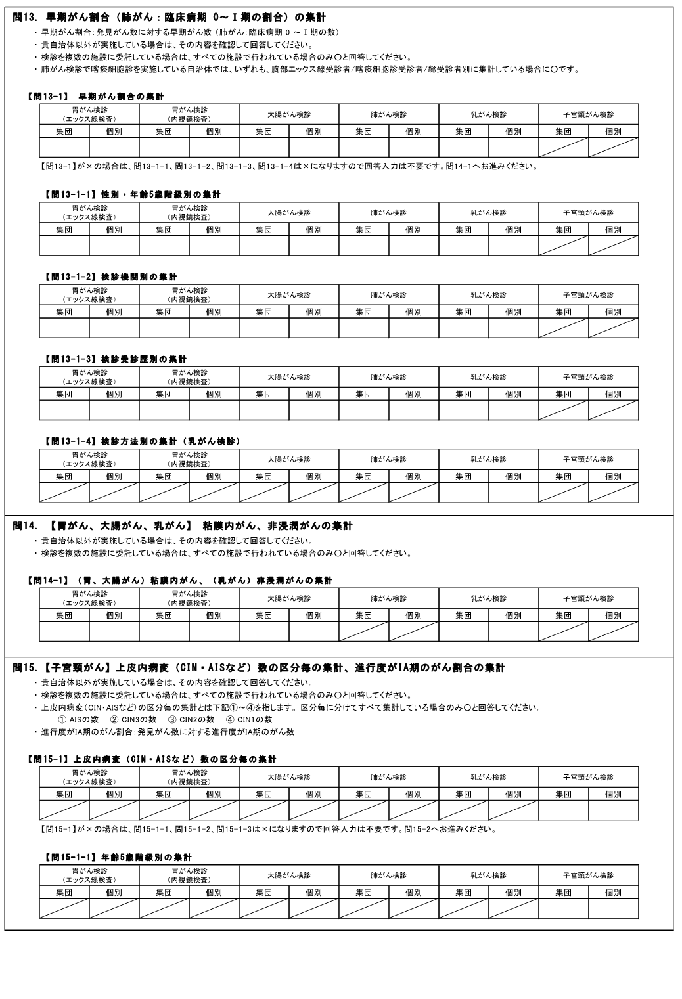 問13. 早期がん割合（肺がん：臨床病期 0～Ⅰ期の割合）の集計
・早期がん割合：発見がん数に対する早期がん数（肺がん：臨床病期０～Ⅰ期の数）
・貴自治体以外が実施している場合は、その内容を確認して回答してください。
・検診を複数の施設に委託している場合は、すべての施設で行われている場合のみ○と回答してください。
・肺がん検診で喀痰細胞診を実施している自治体では、いずれも、胸部エックス線受診者/喀痰細胞診受診者/総受診者別に集計している場合に○です。
【問13-1】 早期がん割合の集計
胃がん検診（エックス線検査） 胃がん検診（内視鏡検査） 大腸がん検診 肺がん検診 乳がん検診 子宮頸がん検診
集団 個別 集団 個別 集団 個別 集団 個別 集団 個別 集団 個別
【問13-1】が×の場合は、問13-1-1、問13-1-2、問13-1-3、問13-1-4は×になりますので回答入力は不要です。問14-1へお進みください。
【問13-1-1】性別・年齢5歳階級別の集計
胃がん検診（エックス線検査） 胃がん検診（内視鏡検査） 大腸がん検診 肺がん検診 乳がん検診 子宮頸がん検診
集団 個別 集団 個別 集団 個別 集団 個別 集団 個別 集団 個別
【問13-1-2】検診機関別の集計
胃がん検診（エックス線検査） 胃がん検診（内視鏡検査） 大腸がん検診 肺がん検診 乳がん検診 子宮頸がん検診
集団 個別 集団 個別 集団 個別 集団 個別 集団 個別 集団 個別
【問13-1-3】検診受診歴別の集計
胃がん検診（エックス線検査） 胃がん検診（内視鏡検査） 大腸がん検診 肺がん検診 乳がん検診 子宮頸がん検診
集団 個別 集団 個別 集団 個別 集団 個別 集団 個別 集団 個別
【問13-1-4】検診方法別の集計（乳がん検診）
胃がん検診（エックス線検査） 胃がん検診（内視鏡検査） 大腸がん検診 肺がん検診 乳がん検診 子宮頸がん検診
集団 個別 集団 個別 集団 個別 集団 個別 集団 個別 集団 個別
問14. 【胃がん、大腸がん、乳がん】 粘膜内がん、非浸潤がんの集計
・貴自治体以外が実施している場合は、その内容を確認して回答してください。
・検診を複数の施設に委託している場合は、すべての施設で行われている場合のみ○と回答してください。
【問14-1】（胃、大腸がん）粘膜内がん、（乳がん）非浸潤がんの集計
胃がん検診（エックス線検査） 胃がん検診（内視鏡検査） 大腸がん検診 肺がん検診 乳がん検診 子宮頸がん検診
集団 個別 集団 個別 集団 個別 集団 個別 集団 個別 集団 個別
問15.【子宮頸がん】上皮内病変（CIN・AISなど）数の区分毎の集計、進行度がIA期のがん割合の集計
・貴自治体以外が実施している場合は、その内容を確認して回答してください。
・検診を複数の施設に委託している場合は、すべての施設で行われている場合のみ○と回答してください。
・上皮内病変（CIN・AISなど）の区分毎の集計とは下記①～④を指します。区分毎に分けてすべて集計している場合のみ○と回答してください。
① AISの数 ② CIN3の数 ③ CIN2の数 ④ CIN1の数
・進行度がIA期のがん割合：発見がん数に対する進行度がIA期のがん数
【問15-1】上皮内病変（CIN・AISなど）数の区分毎の集計
胃がん検診（エックス線検査） 胃がん検診（内視鏡検査） 大腸がん検診 肺がん検診 乳がん検診 子宮頸がん検診
集団 個別 集団 個別 集団 個別 集団 個別 集団 個別 集団 個別
【問15-1】が×の場合は、問15-1-1、問15-1-2、問15-1-3は×になりますので回答入力は不要です。問15-2へお進みください。
【問15-1-1】年齢5歳階級別の集計
胃がん検診（エックス線検査） 胃がん検診（内視鏡検査） 大腸がん検診 肺がん検診 乳がん検診 子宮頸がん検診
集団 個別 集団 個別 集団 個別 集団 個別 集団 個別 集団 個別